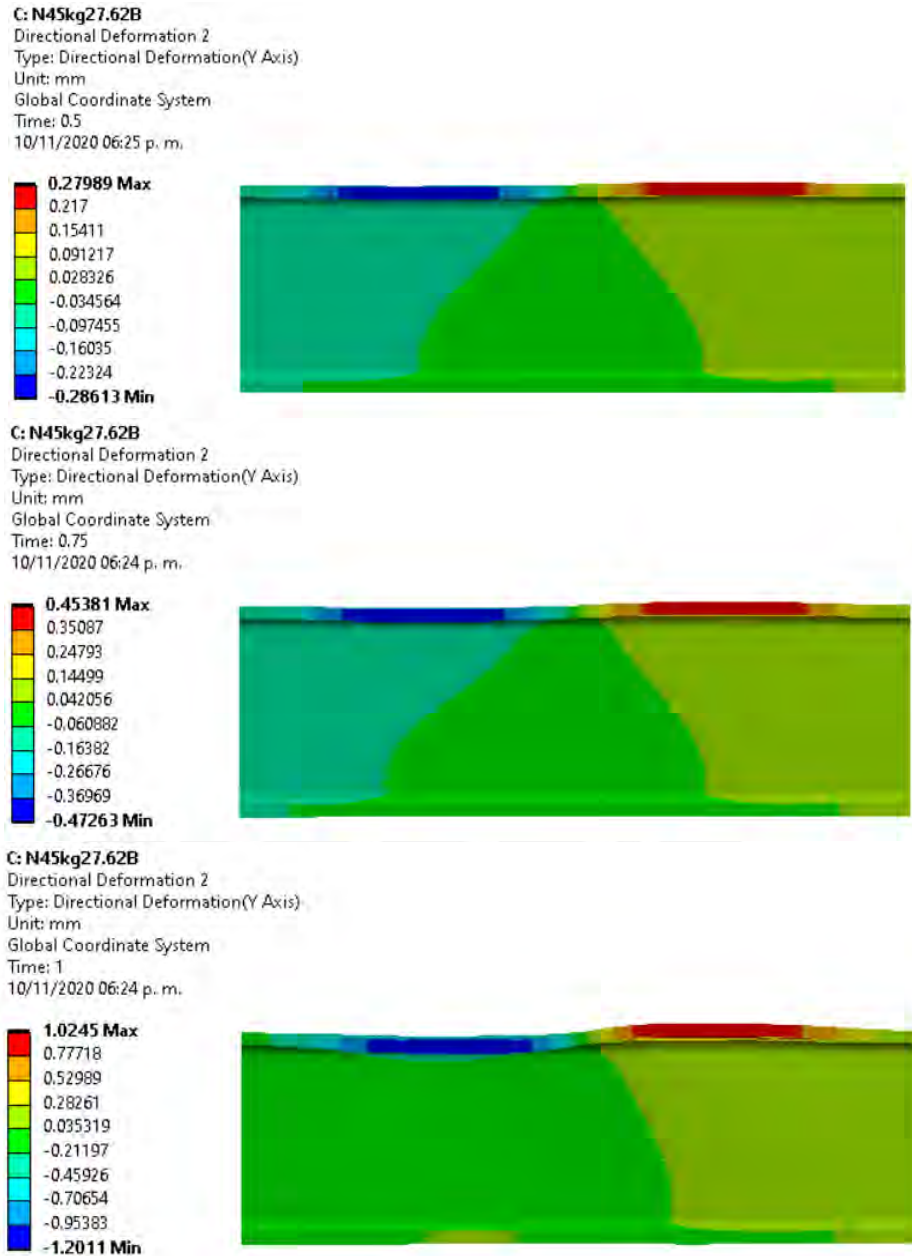 C: N45kg27.62B
Directional Deformation 2
Type: Directional Deformation(Y Axis)
Unit: mm
Global Coordinate System
Time: 0.5
10/11/2020 06:25 p. m.
0.27989 Max
0.217
0.15411
0.091217
0.028326
-0.034564
-0.097455
-0.16035
-0.22324
-0.28613 Min
C: N45kg27.62B
Directional Deformation 2
Type: Directional Deformation(Y Axis)
Unit: mm
Global Coordinate System
Time: 0.75
10/11/2020 06:24 p. m.
0.45381 Max
0.35087
0.24793
0.14499
0.042056
-0.060882
-0.16382
-0.26676
-0.36969
-0.47263 Min
C: N45kg27.62B
Directional Deformation 2
Type: Directional Deformation(Y Axis)
Unit: mm
Global Coordinate System
Time: 1
10/11/2020 06:24 p. m.
1.0245 Max
0.77718
0.52989
0.28261
0.035319
-0.21197
-0.45926
-0.70654
-0.95383
-1.2011 Min